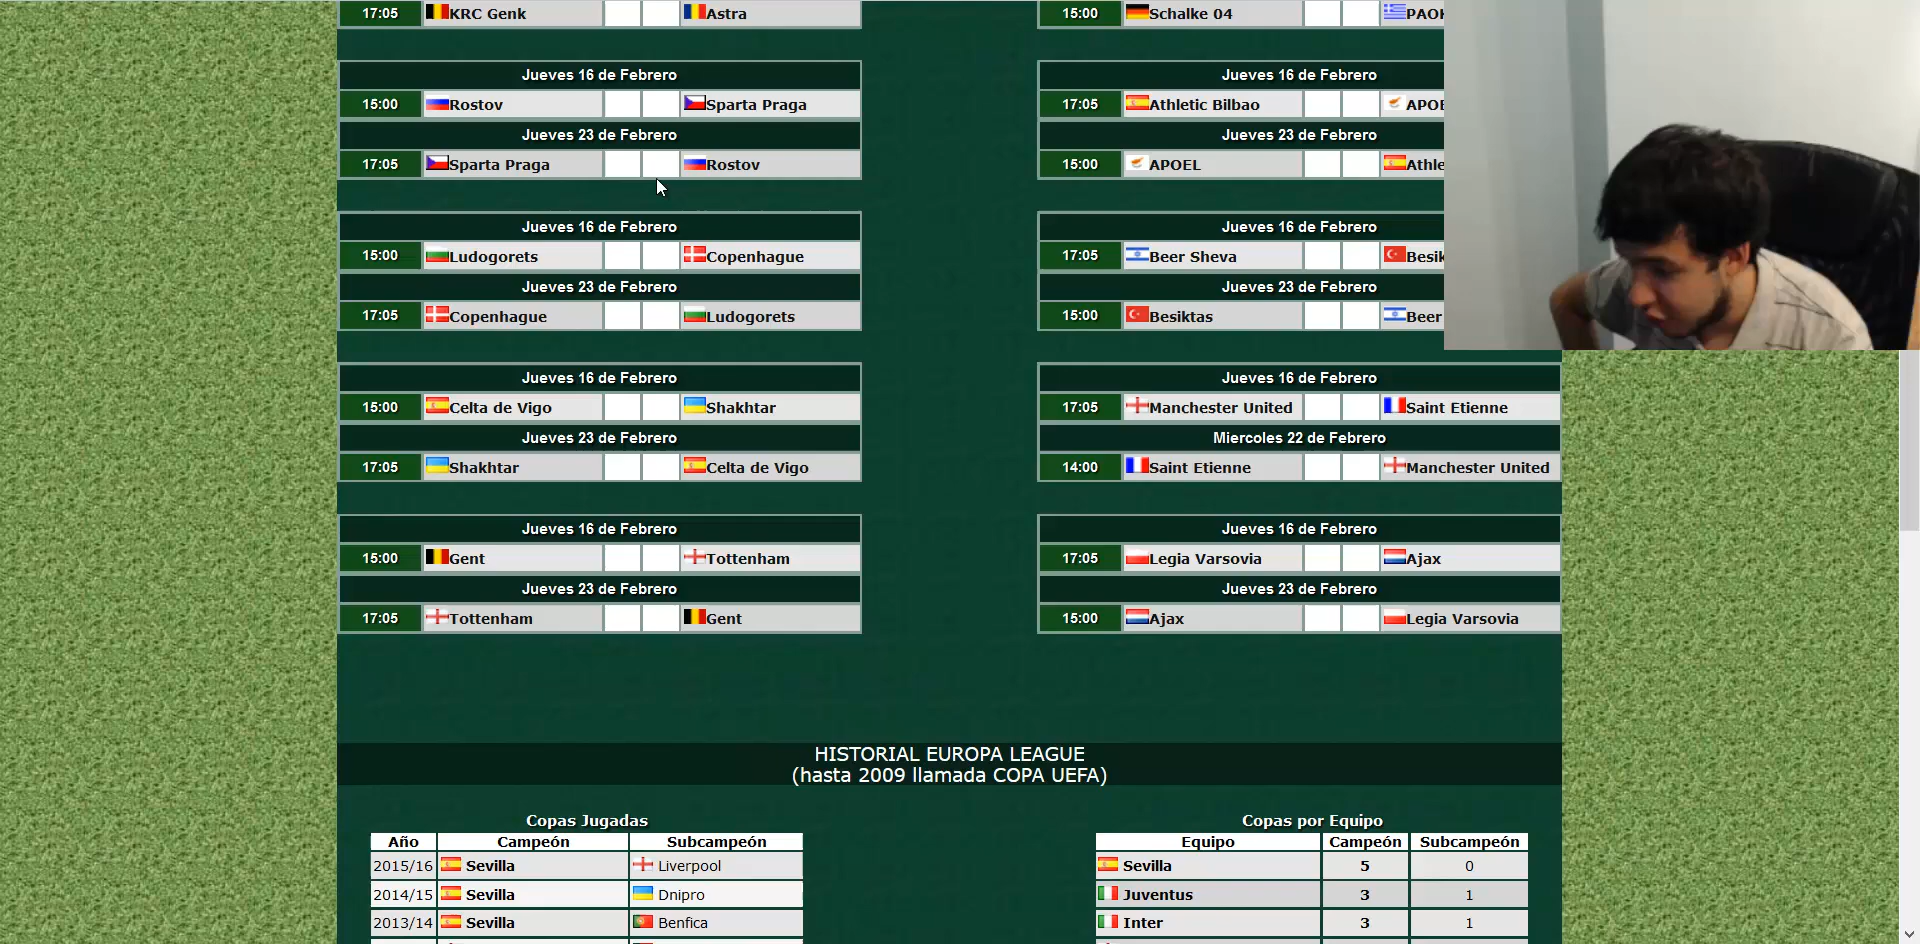 17:05 KRC Genk Astra
Jueves 16 de Febrero
15:00 Rostov Sparta Praga
Jueves 23 de Febrero
17:05 Sparta Praga Rostov
Jueves 16 de Febrero
15:00 Ludogorets Copenhague
Jueves 23 de Febrero
17:05 Copenhague Ludogorets
Jueves 16 de Febrero
15:00 Celta de Vigo Shakhtar
Jueves 23 de Febrero
17:05 Shakhtar Celta de Vigo
Jueves 16 de Febrero
15:00 Gent Tottenham
Jueves 23 de Febrero
17:05 Tottenham Gent
15:00 Schalke 04
Jueves 16 de Febrero
17:05 Athletic Bilbao
Jueves 23 de Febrero
15:00 APOEL
Jueves 16 de Febrero
17:05 Beer Sheva
Jueves 23 de Febrero
15:00 Besiktas Beer
Jueves 16 de Febrero
17:05 Manchester United Saint Etienne
Miercoles 22 de Febrero
14:00 Saint Etienne Manchester United
Jueves 16 de Febrero
17:05 Legia Varsovia Ajax
Jueves 23 de Febrero
15:00 Ajax Legia Varsovia
HISTORIAL EUROPA LEAGUE
(hasta 2009 llamada COPA UEFA)
Copas Jugadas
Año Campeón Subcampeón
2015/16 Sevilla Liverpool
2014/15 Sevilla Dnipro
2013/14 Sevilla Benfica
Copas por Equipo
Equipo Campeón Subcampeón
Sevilla 5 0
Juventus 3 1
Inter 3 1